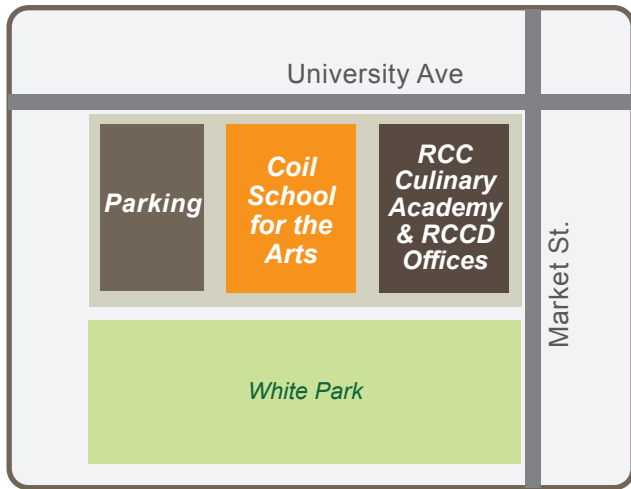 University Ave
Parking
Coil
School
for the
Arts
RCC
Culinary
Academy
& RCCD
Offices
Market St.
White Park